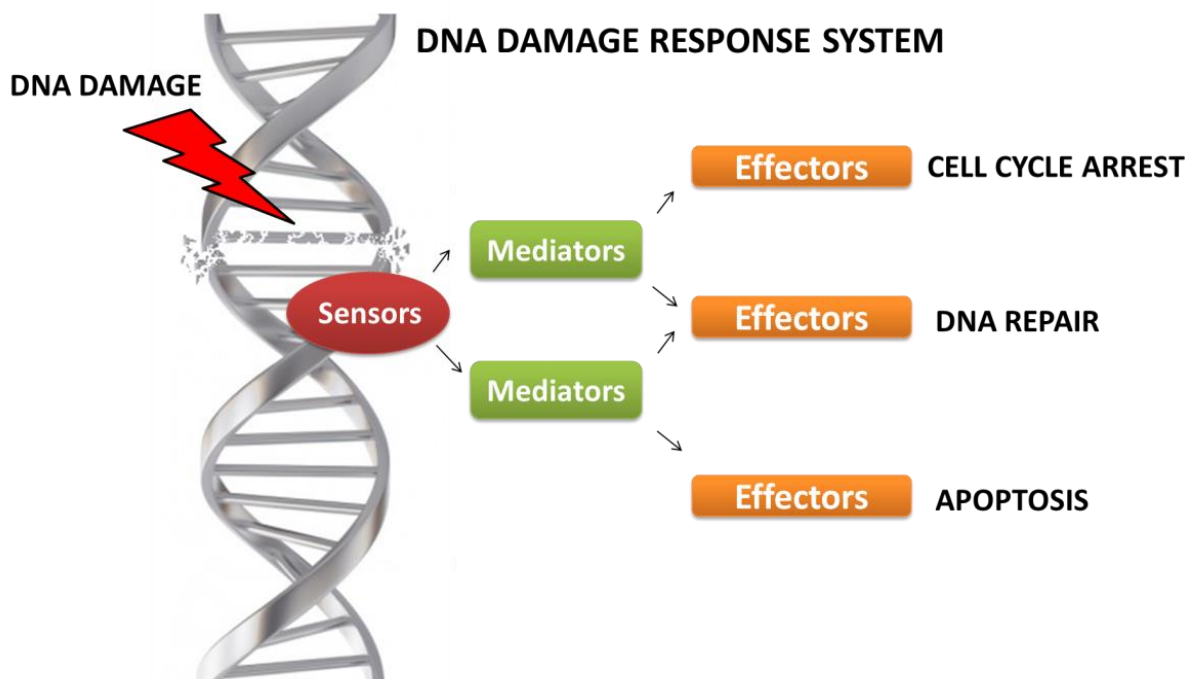 DNA DAMAGE RESPONSE SYSTEM
DNA DAMAGE
Effectors CELL CYCLE ARREST
Mediators
Sensors
Effectors DNA REPAIR
Mediators
Effectors APOPTOSIS